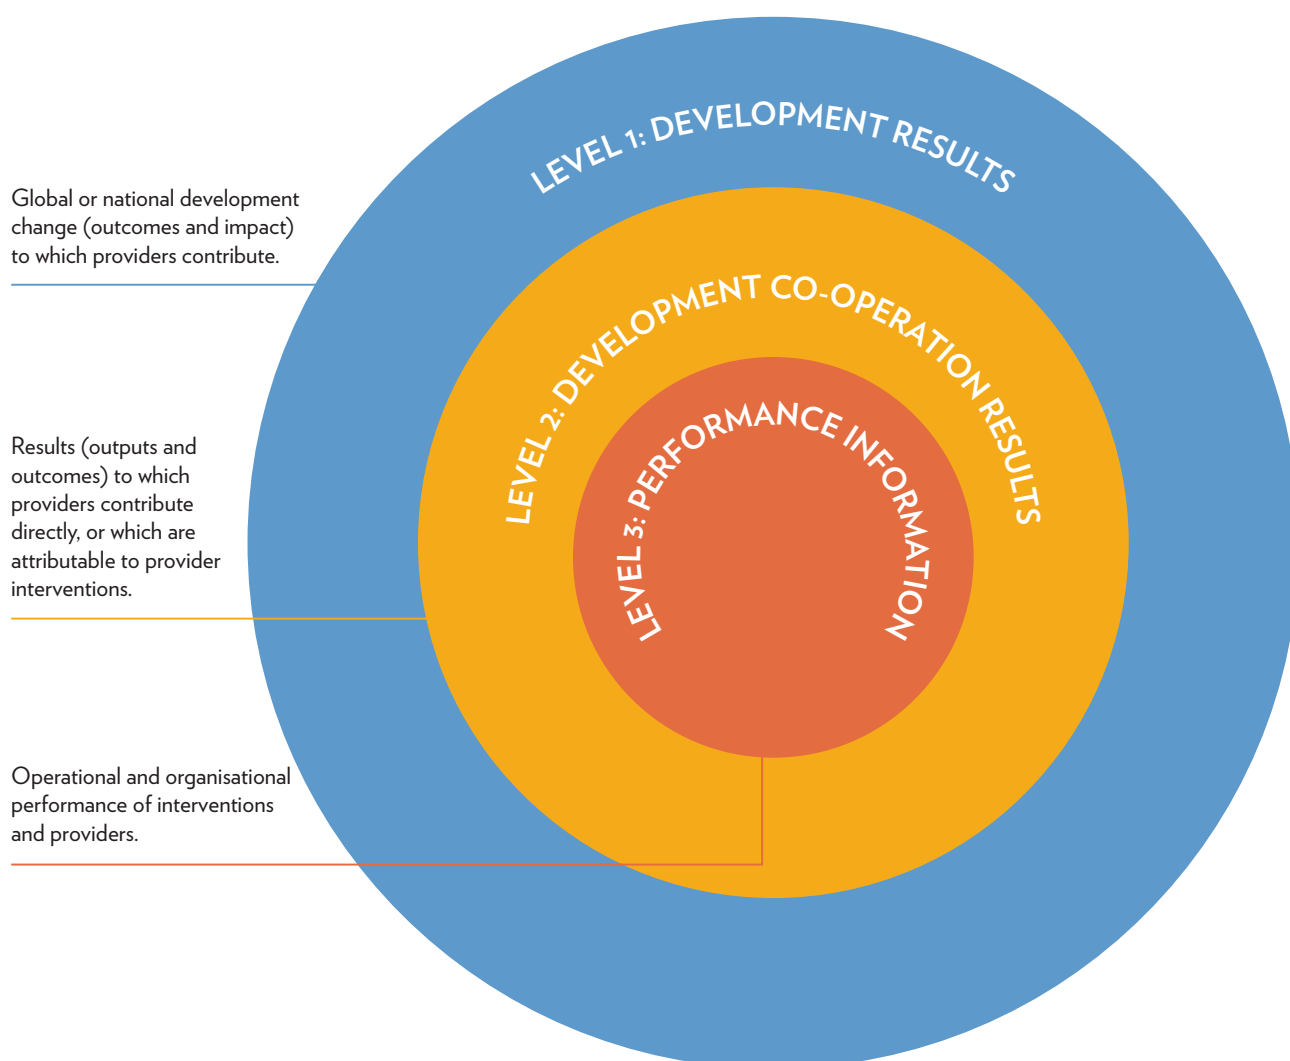 LEVEL 1: DEVELOPMENT RESULTS
Global or national development
change (outcomes and impact)
to which providers contribute.
LEVEL 2: DEVELOPMENT CO-OPERATION RESULTS
Results (outputs and
outcomes) to which
providers contribute
directly, or which are
attributable to provider
interventions.
LEVEL 3: PERFORMANCE INFORMATION
Operational and organisational
performance of interventions
and providers.